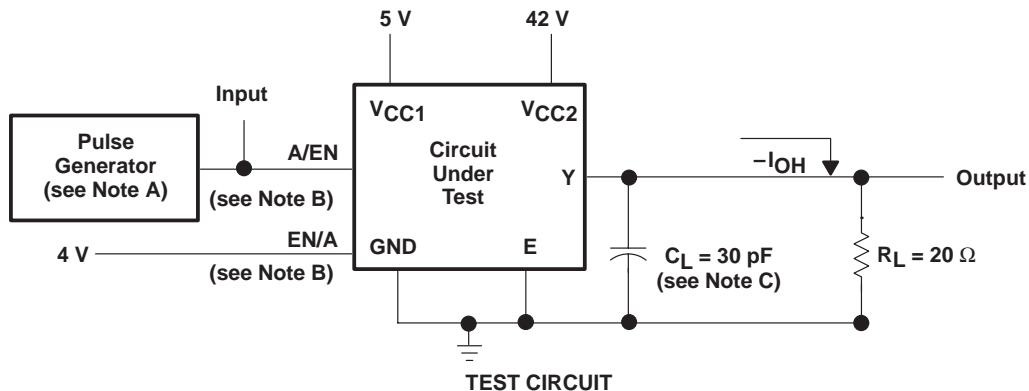 5 V
42 V
Input
VCC1
VCC2
Pulse
Generator
(see Note A)
A/EN
(see Note B)
Circuit
Under
Test
Y
−IOH
Output
4 V
EN/A
(see Note B)
GND
E
CL = 30 pF
(see Note C)
RL = 20 Ω
TEST CIRCUIT